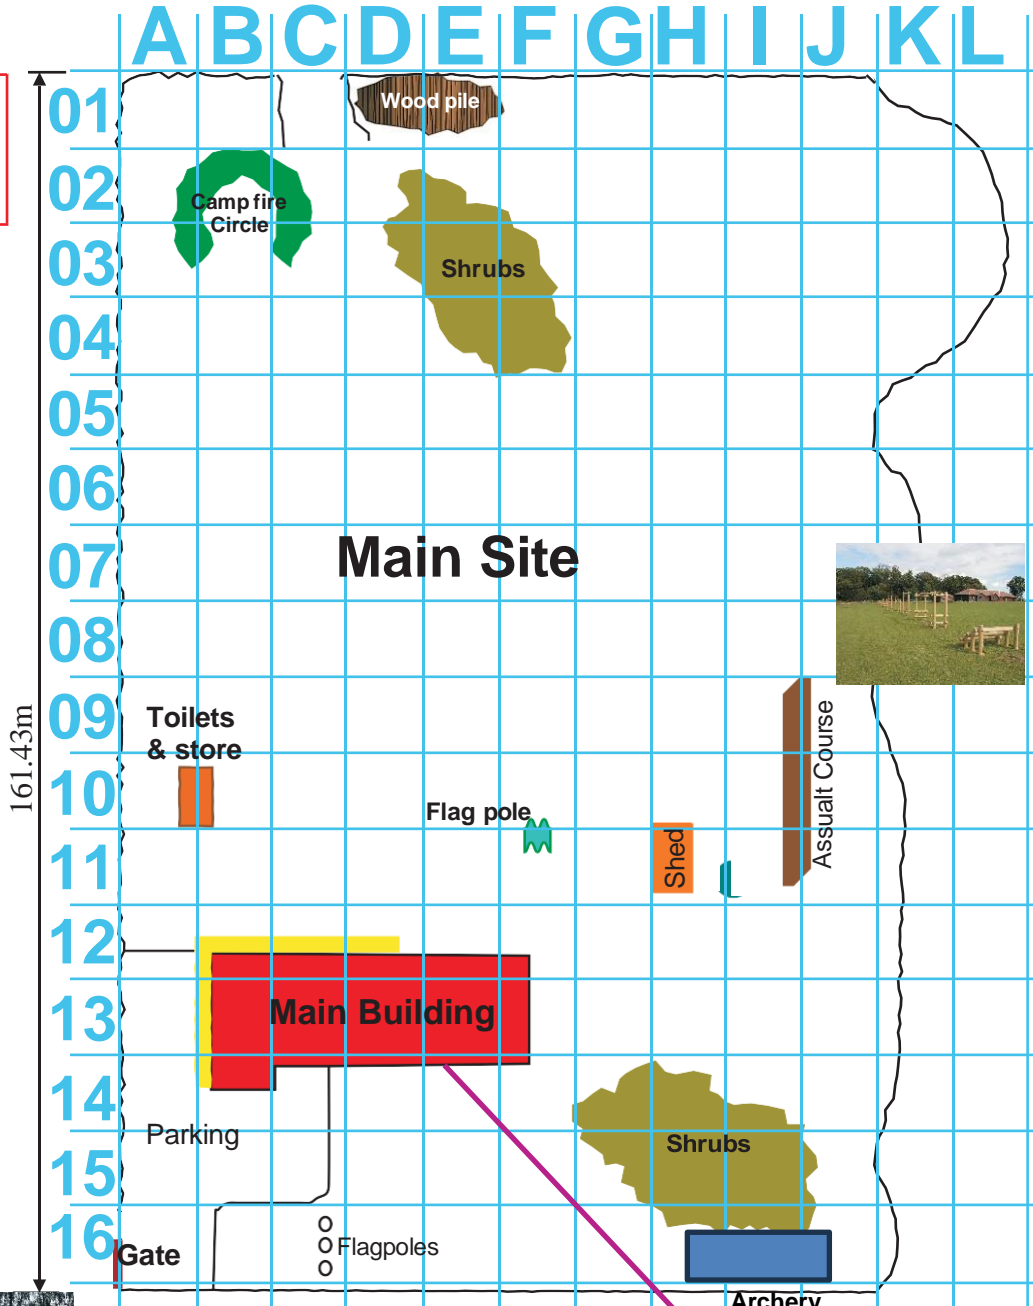 A B C D E F G H I J K L
01
Wood pile
02
Camp fire
Circle
03
Shrubs
04
05
06
Main Site
07
08
09
Toilets
& store
161.43m
10
Flag pole
Assualt Course
11
Shed
12
13
Main Building
14
Parking
Shrubs
15
16
Gate
Flagpoles
Archery